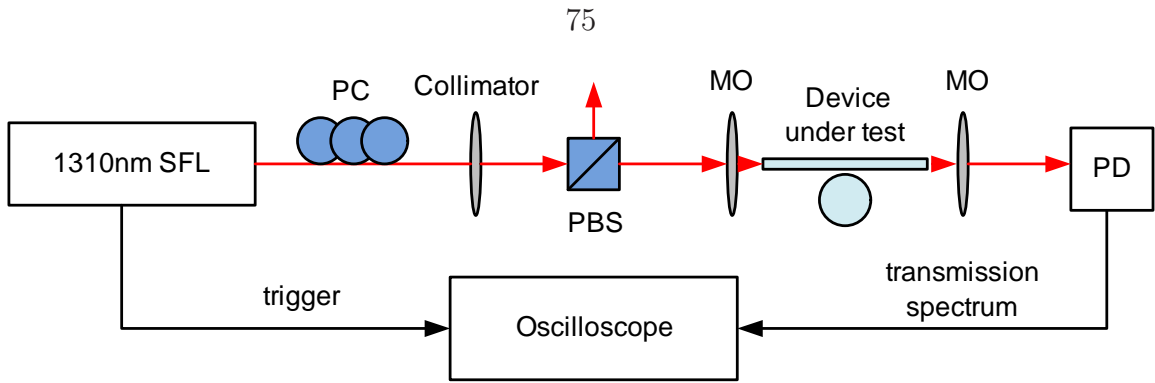 75
PC
Collimator
MO
Device
under test
MO
1310nm SFL
PBS
PD
trigger
Oscilloscope
transmission
spectrum